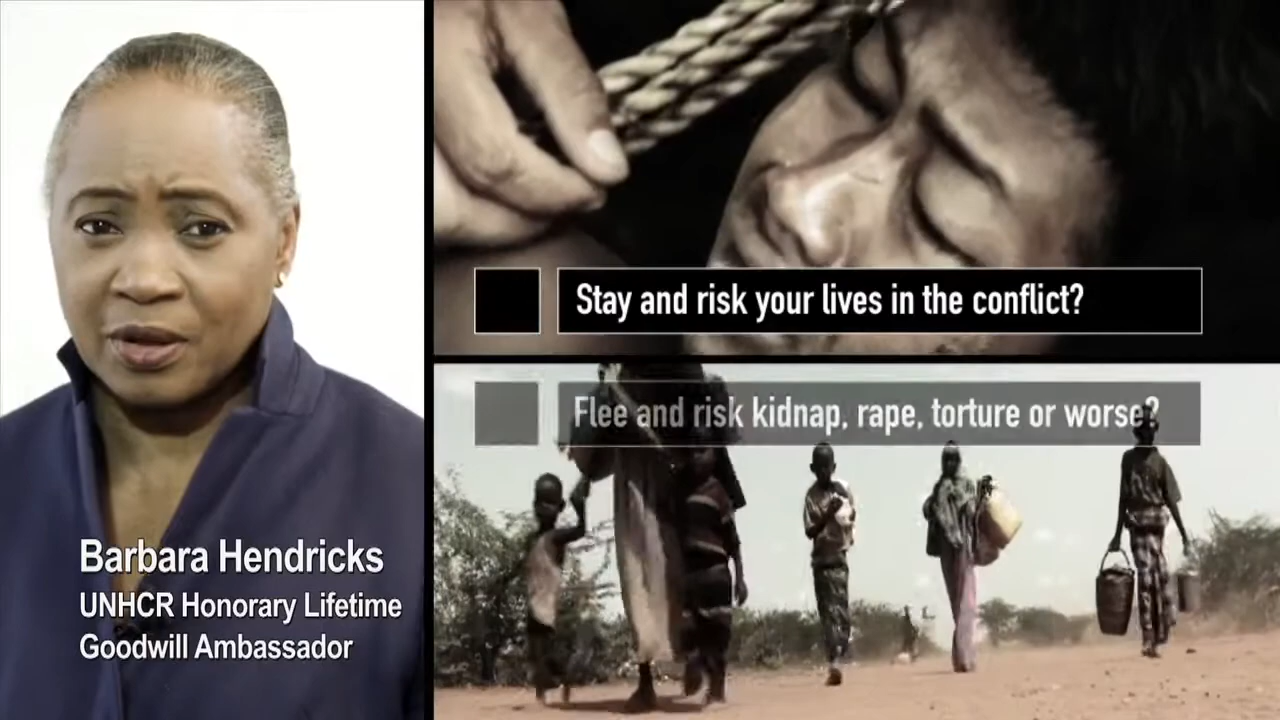 Stay and risk your lives in the conflict?
Flee and risk kidnap, rape, torture or worse?
Barbara Hendricks
UNHCR Honorary Lifetime
Goodwill Ambassador